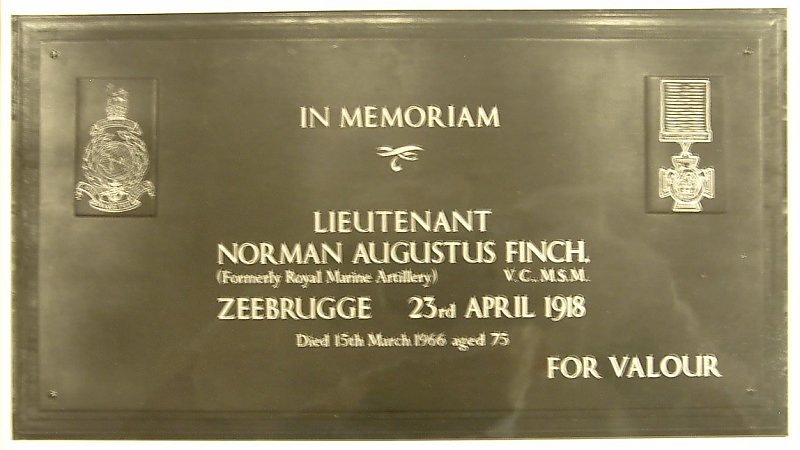 IN MEMORIAM
LIEUTENANT
NORMAN AUGUSTUS FINCH,
(Formerly Royal Marine Artillery) V.C., M.S.M.
ZEEBRUGGE 23rd APRIL 1918
Died 15th March 1966 aged 75
FOR VALOUR